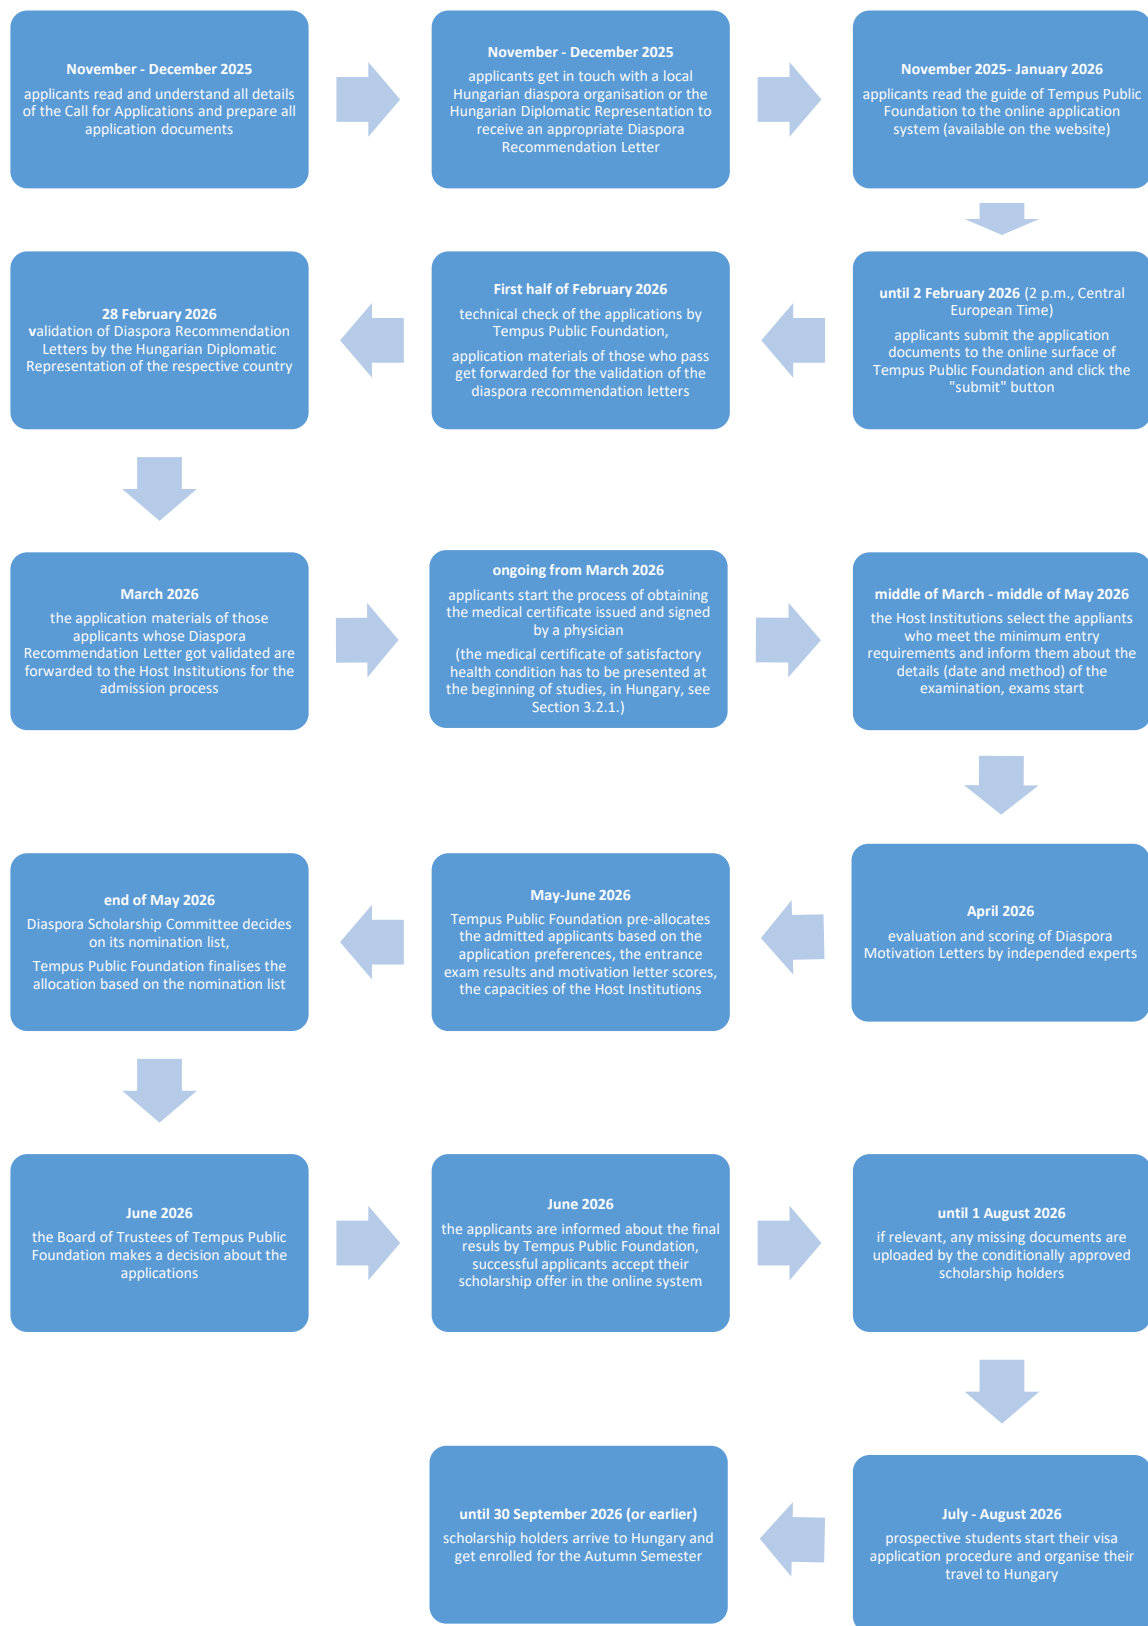 November - December 2025
applicants read and understand all details
of the Call for Applications and prepare all
application documents
November - December 2025
applicants get in touch with a local
Hungarian diaspora organisation or the
Hungarian Diplomatic Representation to
receive an appropriate Diaspora
Recommendation Letter
November 2025- January 2026
applicants read the guide of Tempus Public
Foundation to the online application
system (available on the website)
until 2 February 2026 (2 p.m., Central
European Time)
applicants submit the application
documents to the online surface of
Tempus Public Foundation and click the
"submit" button
First half of February 2026
technical check of the applications by
Tempus Public Foundation,
application materials of those who pass
get forwarded for the validation of the
diaspora recommendation letters
28 February 2026
validation of Diaspora Recommendation
Letters by the Hungarian Diplomatic
Representation of the respective country
March 2026
the application materials of those
applicants whose Diaspora
Recommendation Letter got validated are
forwarded to the Host Institutions for the
admission process
ongoing from March 2026
applicants start the process of obtaining
the medical certificate issued and signed
by a physician
(the medical certificate of satisfactory
health condition has to be presented at
the beginning of studies, in Hungary, see
Section 3.2.1.)
middle of March - middle of May 2026
the Host Institutions select the appliants
who meet the minimum entry
requirements and inform them about the
details (date and method) of the
examination, exams start
April 2026
evaluation and scoring of Diaspora
Motivation Letters by independed experts
May-June 2026
Tempus Public Foundation pre-allocates
the admitted applicants based on the
application preferences, the entrance
exam results and motivation letter scores,
the capacities of the Host Institutions
end of May 2026
Diaspora Scholarship Committee decides
on its nomination list,
Tempus Public Foundation finalises the
allocation based on the nomination list
June 2026
the Board of Trustees of Tempus Public
Foundation makes a decision about the
applications
June 2026
the applicants are informed about the final
resuls by Tempus Public Foundation,
successful applicants accept their
scholarship offer in the online system
until 1 August 2026
if relevant, any missing documents are
uploaded by the conditionally approved
scholarship holders
July - August 2026
prospective students start their visa
application procedure and organise their
travel to Hungary
until 30 September 2026 (or earlier)
scholarship holders arrive to Hungary and
get enrolled for the Autumn Semester